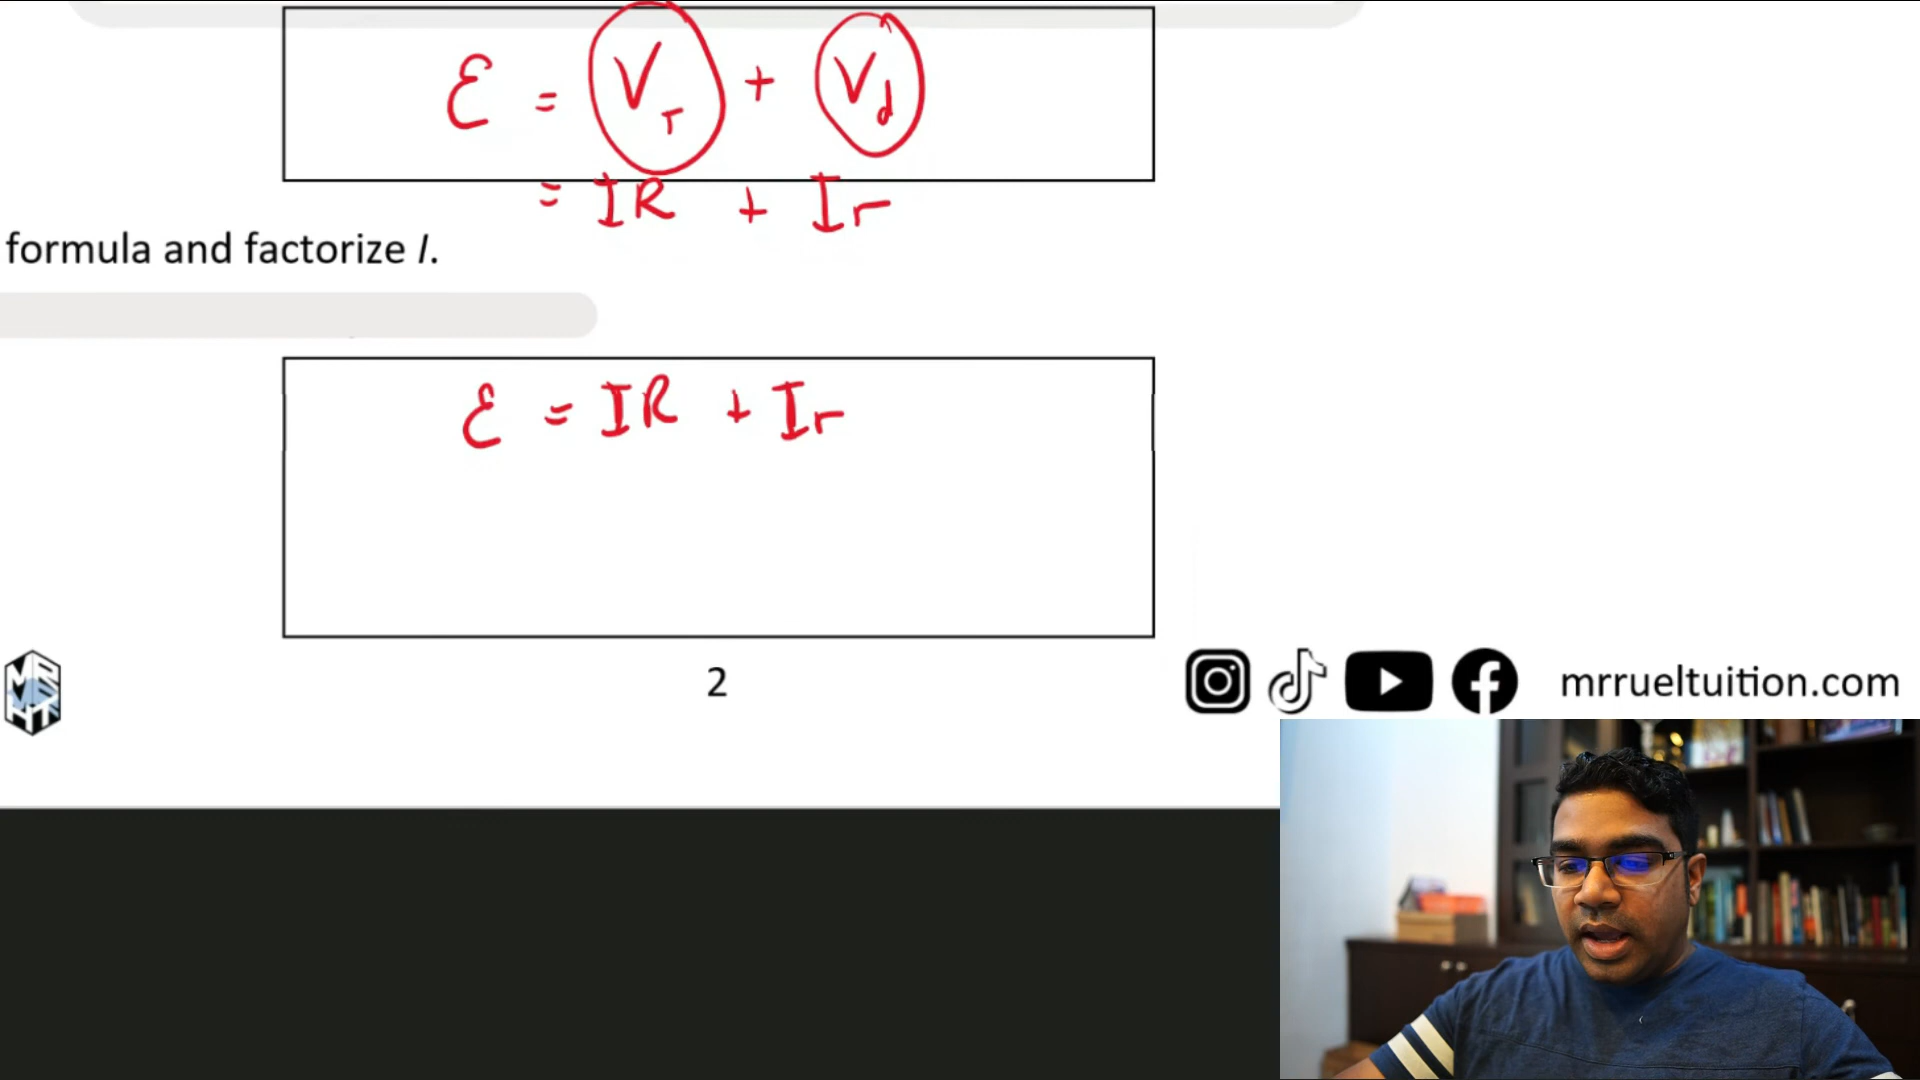 ε = V_T + V_d
= IR + Ir
formula and factorize I.
ε = IR + Ir
2
mrrueltuition.com